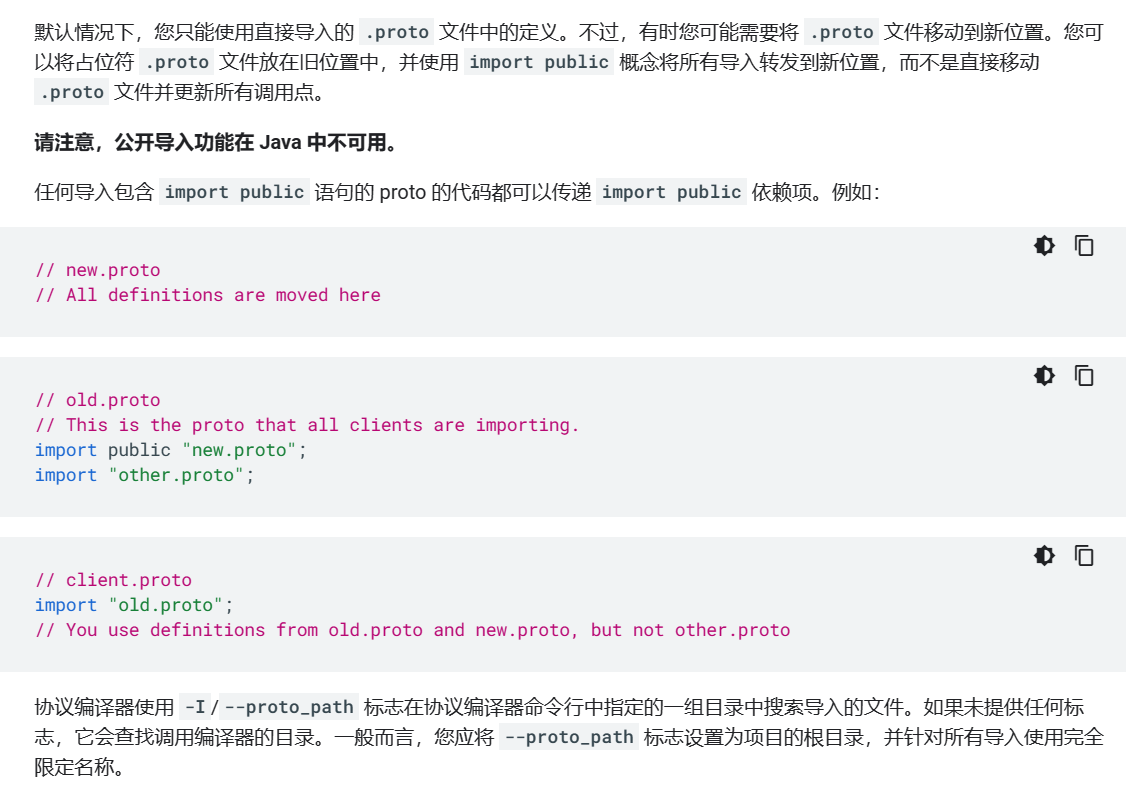 默认情况下，您只能使用直接导入的 .proto 文件中的定义。不过，有时您可能需要将 .proto 文件移动到新位置。您可
以将占位符 .proto 文件放在旧位置中，并使用 import public 概念将所有导入转发到新位置，而不是直接移动
.proto 文件并更新所有调用点。
请注意，公开导入功能在 Java 中不可用。
任何导入包含 import public 语句的 proto 的代码都可以传递 import public 依赖项。例如：
// new.proto
// All definitions are moved here
// old.proto
// This is the proto that all clients are importing.
import public "new.proto";
import "other.proto";
// client.proto
import "old.proto";
// You use definitions from old.proto and new.proto, but not other.proto
协议编译器使用 -I/--proto_path 标志在协议编译器命令行中指定的一组目录中搜索导入的文件。如果未提供任何标
志，它会查找调用编译器的目录。一般而言，您应将 --proto_path 标志设置为项目的根目录，并针对所有导入使用完全
限定名称。